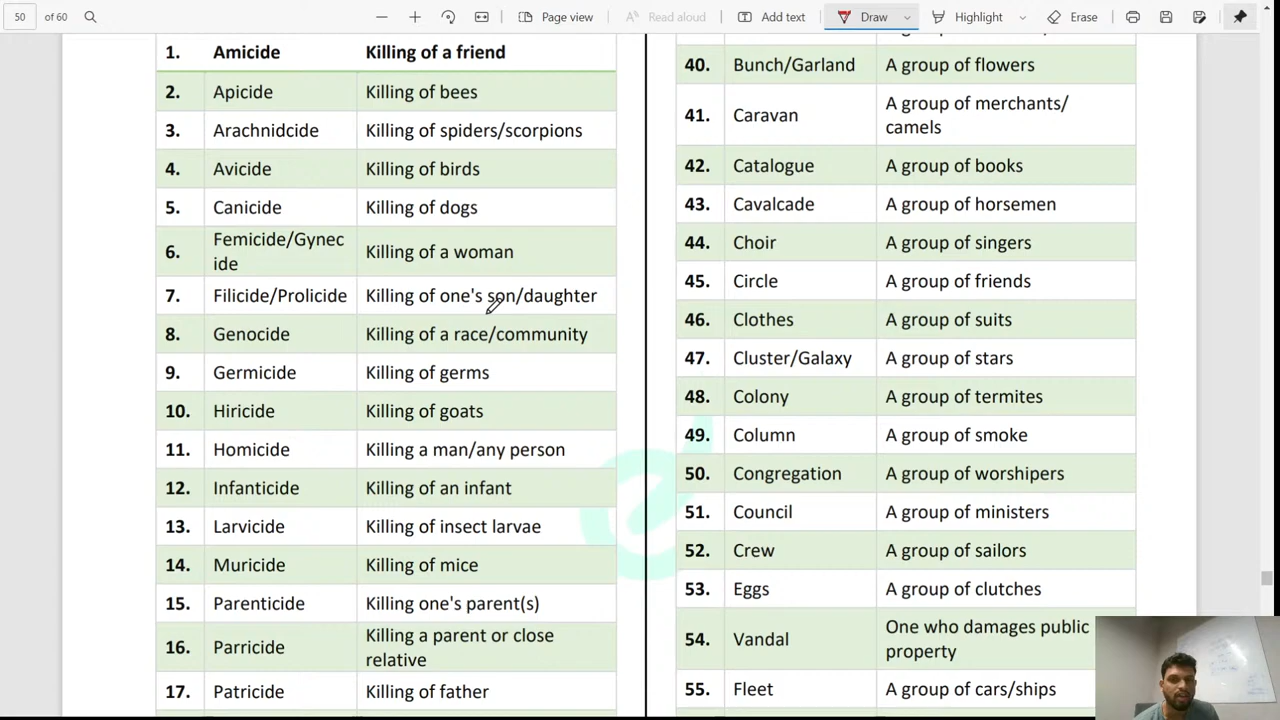 50 of 60
Page view
Read aloud
Add text
Draw
Highlight
Erase
1. Amicide Killing of a friend
2. Apicide Killing of bees
3. Arachnidcide Killing of spiders/scorpions
4. Avicide Killing of birds
5. Canicide Killing of dogs
6. Femicide/Gynec
ide Killing of a woman
7. Filicide/Prolicide Killing of one's son/daughter
8. Genocide Killing of a race/community
9. Germicide Killing of germs
10. Hiricide Killing of goats
11. Homicide Killing a man/any person
12. Infanticide Killing of an infant
13. Larvicide Killing of insect larvae
14. Muricide Killing of mice
15. Parenticide Killing one's parent(s)
16. Parricide Killing a parent or close
relative
17. Patricide Killing of father
40. Bunch/Garland A group of flowers
41. Caravan A group of merchants/
camels
42. Catalogue A group of books
43. Cavalcade A group of horsemen
44. Choir A group of singers
45. Circle A group of friends
46. Clothes A group of suits
47. Cluster/Galaxy A group of stars
48. Colony A group of termites
49. Column A group of smoke
50. Congregation A group of worshipers
51. Council A group of ministers
52. Crew A group of sailors
53. Eggs A group of clutches
54. Vandal One who damages public
property
55. Fleet A group of cars/ships